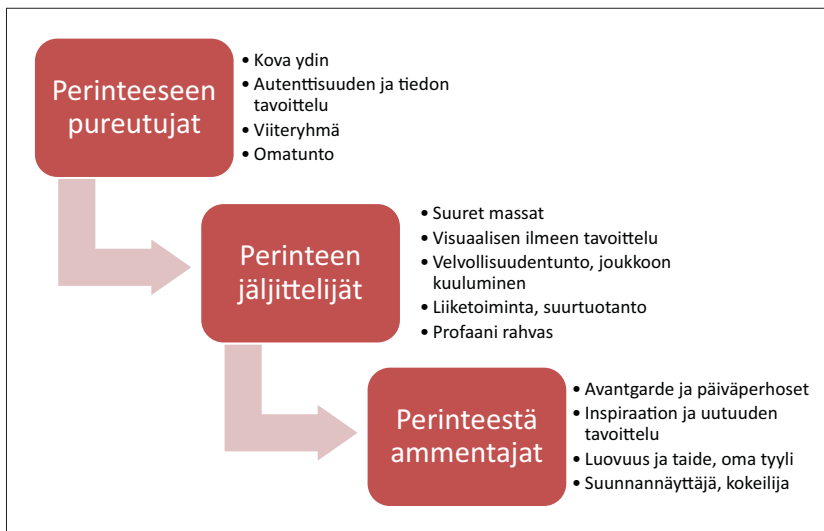 Perinteeseen
pureutujat
• Kova ydin
• Autenttisuuden ja tiedon
tavoittelu
• Viiteryhmä
• Omatunto
Perinteen
jäljittelijät
• Suuret massat
• Visuaalisen ilmeen tavoittelu
• Velvollisuudentunto, joukkoon
kuuluminen
• Liiketoiminta, suurtuotanto
• Profaani rahvas
Perinteestä
ammentajat
• Avantgarde ja päiväperhoset
• Inspiraation ja uutuuden
tavoittelu
• Luovuus ja taide, oma tyyli
• Suunnannäyttäjä, kokeilija